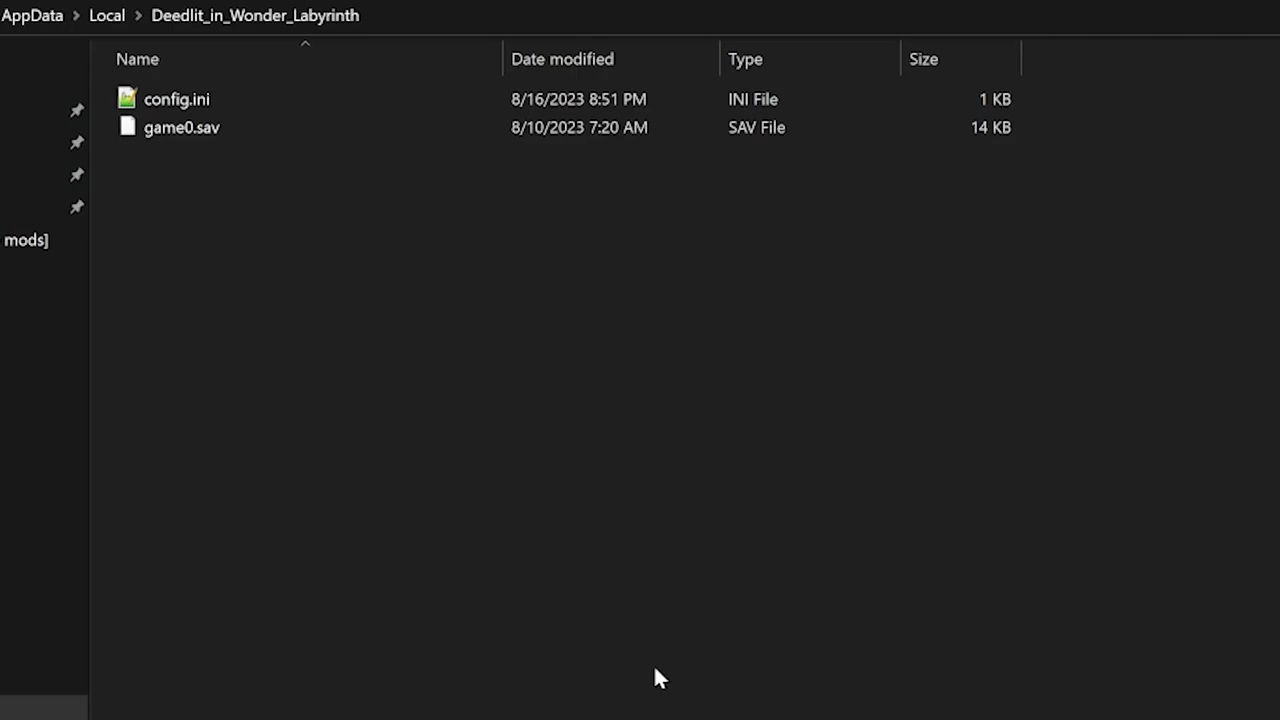 AppData > Local > Deedlit_in_Wonder_Labyrinth
Name Date modified Type Size
config.ini 8/16/2023 8:51 PM INI File 1 KB
game0.sav 8/10/2023 7:20 AM SAV File 14 KB
mods]